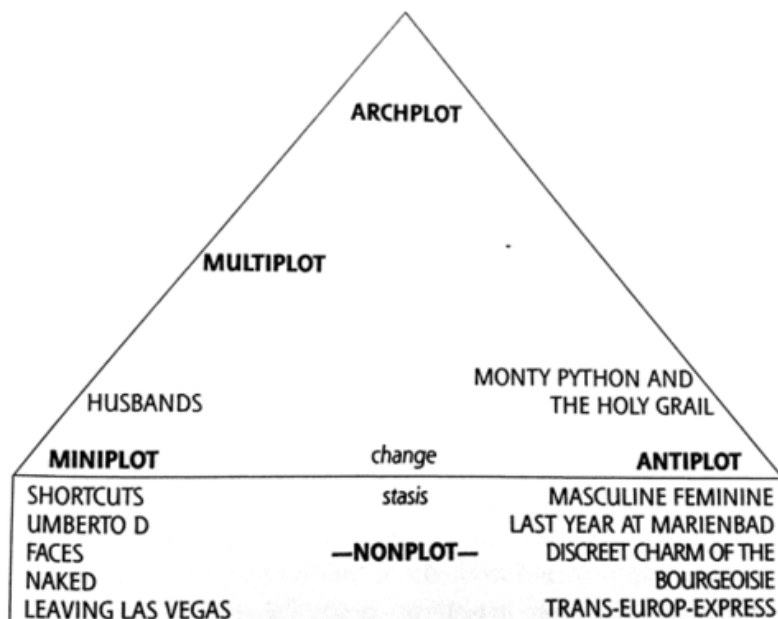 ARCHPLOT
MULTIPLOT
HUSBANDS
MONTY PYTHON AND
THE HOLY GRAIL
MINIPLOT
change
ANTIPLOT
SHORTCUTS
stasis
MASCULINE FEMININE
UMBERTO D
LAST YEAR AT MARIENBAD
FACES
—NONPLOT—
DISCREET CHARM OF THE
NAKED
BOURGEOISIE
LEAVING LAS VEGAS
TRANS-EUROP-EXPRESS